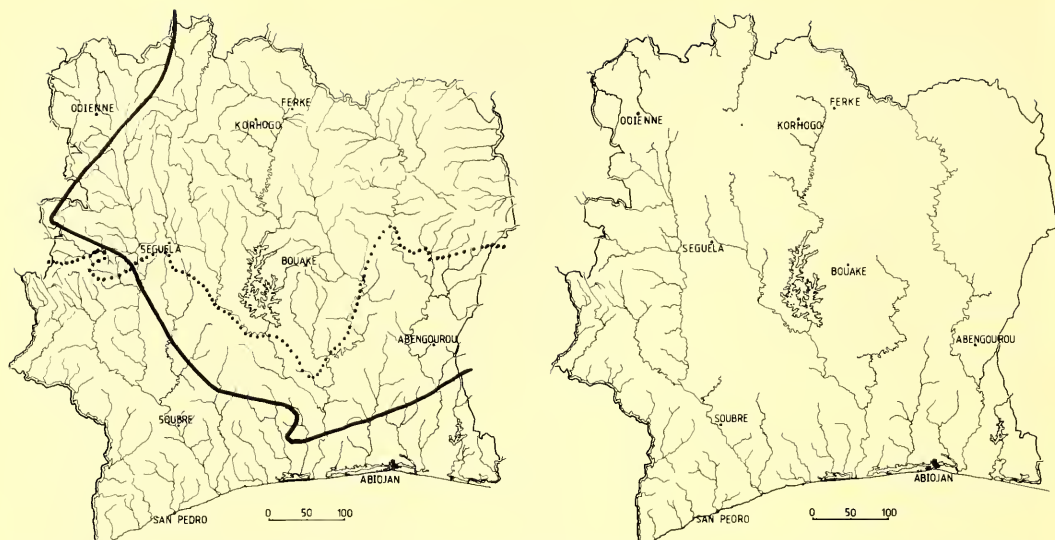 ODIENNE
FERKE
KORHOGO
SEGUELA
BOUAKE
ABENGOUROU
SOUBRE
ABIDJAN
SAN PEDRO
0 50 100
ODIENNE
FERKE
KORHOGO
SEGUELA
BOUAKE
ABENGOUROU
SOUBRE
ABIDJAN
SAN PEDRO
0 50 100